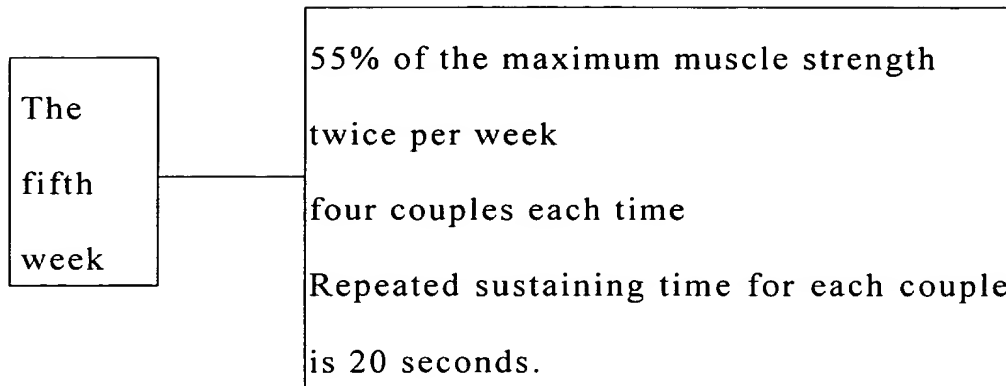 The
fifth
week
55% of the maximum muscle strength
twice per week
four couples each time
Repeated sustaining time for each couple
is 20 seconds.